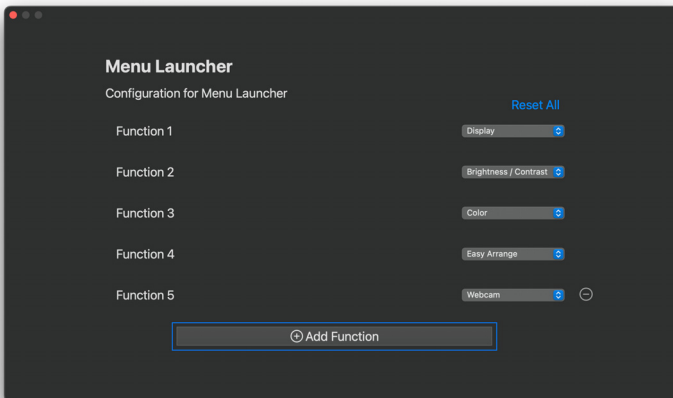 Menu Launcher
Configuration for Menu Launcher
Reset All
Function 1
Display
Function 2
Brightness / Contrast
Function 3
Color
Function 4
Easy Arrange
Function 5
Webcam
Add Function